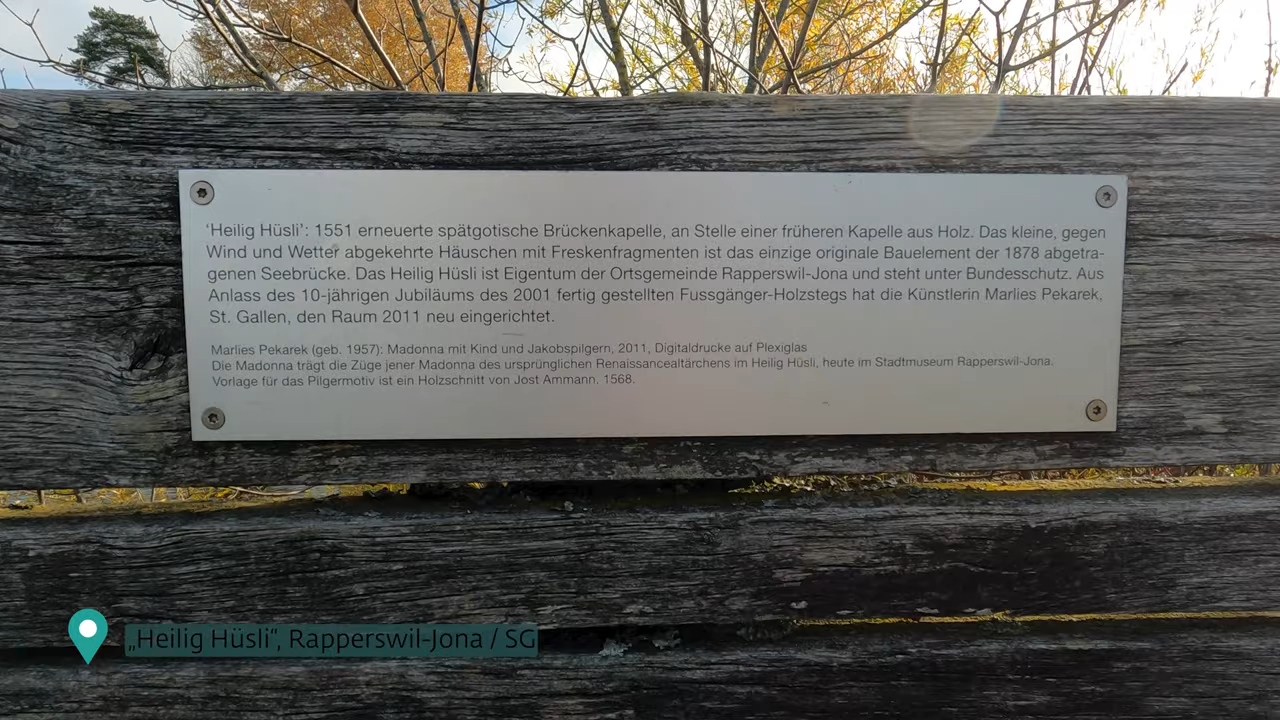 ‘Heilig Hüsli’: 1551 erneuerte spätgotische Brückenkapelle, an Stelle einer früheren Kapelle aus Holz. Das kleine, gegen
Wind und Wetter abgekehrte Häuschen mit Freskenfragmenten ist das einzige originale Bauelement der 1878 abgetra-
genen Seebrücke. Das Heilig Hüsli ist Eigentum der Ortsgemeinde Rapperswil-Jona und steht unter Bundesschutz. Aus
Anlass des 10-jährigen Jubiläums des 2001 fertig gestellten Fussgänger-Holzstegs hat die Künstlerin Marlies Pekarek,
St. Gallen, den Raum 2011 neu eingerichtet.
Marlies Pekarek (geb. 1957): Madonna mit Kind und Jakobspilgern, 2011, Digitaldrucke auf Plexiglas
Die Madonna trägt die Züge jener Madonna des ursprünglichen Renaissancealtärchens im Heilig Hüsli, heute im Stadtmuseum Rapperswil-Jona.
Vorlage für das Pilgermotiv ist ein Holzschnitt von Jost Ammann. 1568.
„Heilig Hüsli“, Rapperswil-Jona / SG